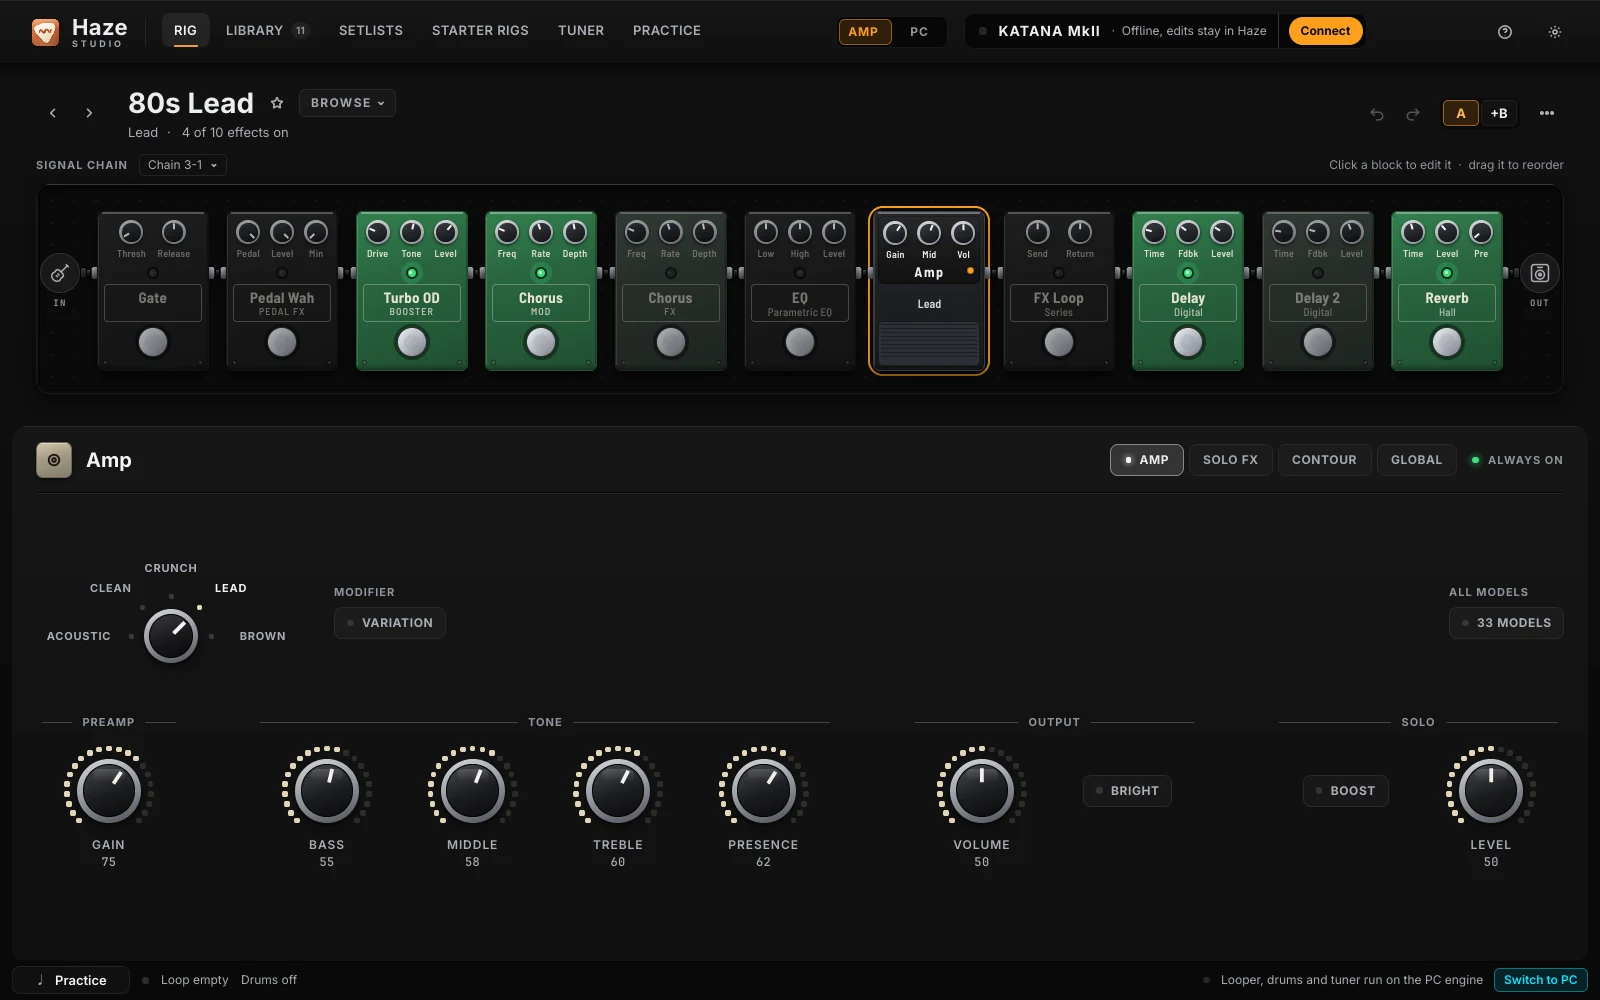 Haze
STUDIO
RIG
LIBRARY 11
SETLISTS
STARTER RIGS
TUNER
PRACTICE
AMP
PC
KATANA MkII · Offline, edits stay in Haze
Connect
80s Lead
BROWSE
Lead · 4 of 10 effects on
A
+B
SIGNAL CHAIN
Chain 3-1
Click a block to edit it · drag it to reorder
IN
Thresh Release
Gate
Pedal Level Min
Pedal Wah
PEDAL FX
Drive Tone Level
Turbo OD
BOOSTER
Freq Rate Depth
Chorus
MOD
Freq Rate Depth
Chorus
FX
Low High Level
EQ
Parametric EQ
Gain Mid Vol
Amp
Lead
Send Return
FX Loop
Series
Time Fdbk Level
Delay
Digital
Time Fdbk Level
Delay 2
Digital
Time Level Pre
Reverb
Hall
OUT
Amp
AMP
SOLO FX
CONTOUR
GLOBAL
ALWAYS ON
ACOUSTIC
CLEAN
CRUNCH
LEAD
BROWN
MODIFIER
VARIATION
ALL MODELS
33 MODELS
PREAMP
GAIN
75
TONE
BASS
55
MIDDLE
58
TREBLE
60
PRESENCE
62
OUTPUT
VOLUME
50
BRIGHT
SOLO
BOOST
LEVEL
50
Practice
Loop empty
Drums off
Looper, drums and tuner run on the PC engine
Switch to PC